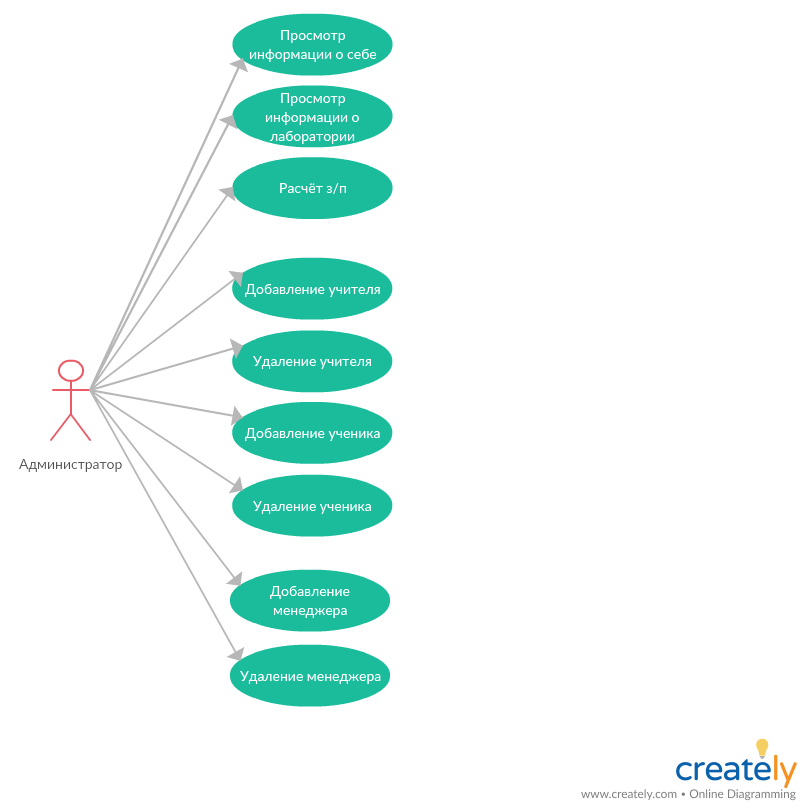 Просмотр
информации о себе
Просмотр
информации о
лаборатории
Расчёт з/п
Добавление учителя
Удаление учителя
Добавление ученика
Удаление ученика
Добавление
менеджера
Удаление менеджера
Администратор
creately
www.creately.com • Online Diagramming